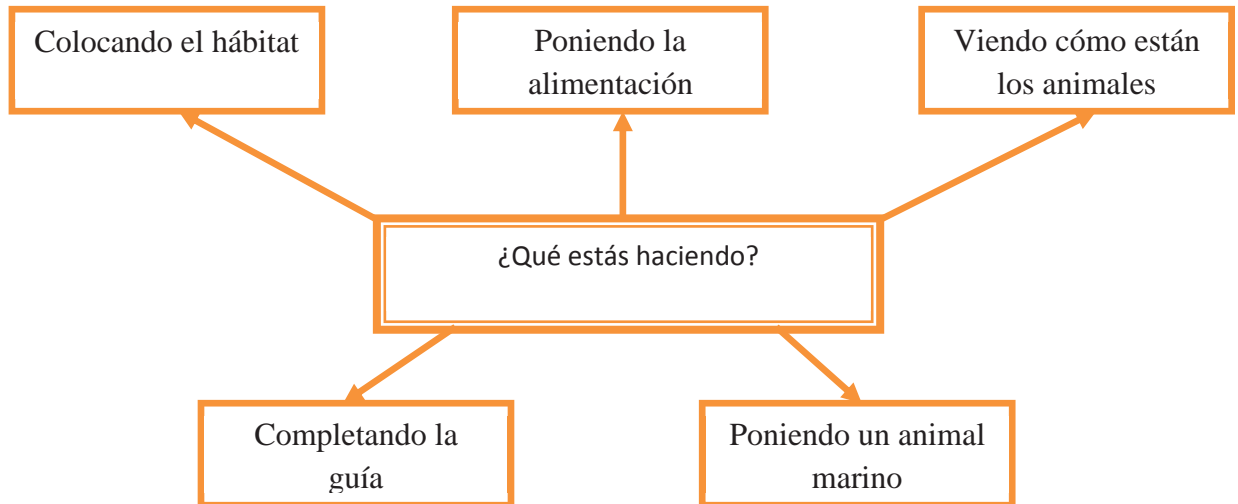 Colocando el hábitat
Poniendo la
alimentación
Viendo cómo están
los animales
¿Qué estás haciendo?
Completando la
guía
Poniendo un animal
marino